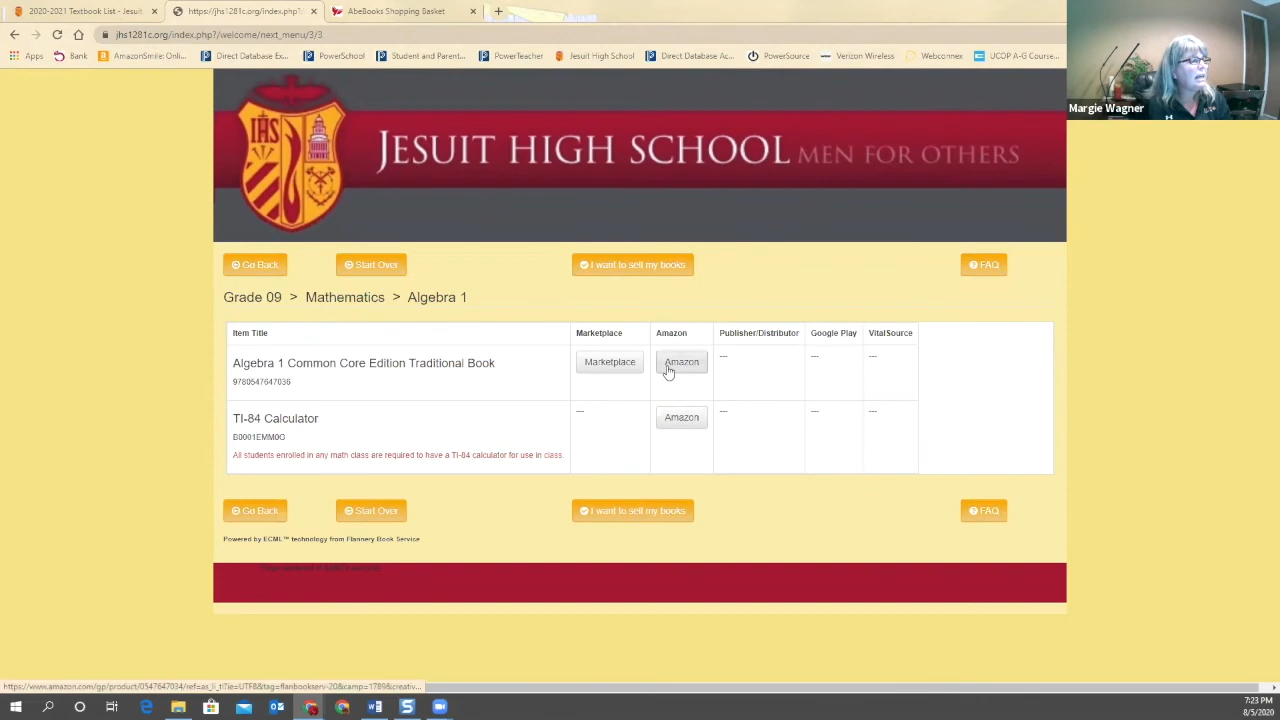 2020-2021 Textbook List - Jesuit
https://jhs1281c.org/index.php?/
AbeBooks Shopping Basket
jhs1281c.org/index.php?/welcome/next_menu/3/3
Apps Bank AmazonSmile: Onli... Direct Database Ex... PowerSchool Student and Parent... PowerTeacher Jesuit High School Direct Database Ac... PowerSource Verizon Wireless Webconnex UCOP A-G Course...
Margie Wagner
IHS
JESUIT HIGH SCHOOL MEN FOR OTHERS
Go Back Start Over I want to sell my books FAQ
Grade 09 > Mathematics > Algebra 1
Item Title Marketplace Amazon Publisher/Distributor Google Play VitalSource
Algebra 1 Common Core Edition Traditional Book Marketplace Amazon --- --- ---
9780547647036
TI-84 Calculator --- Amazon --- --- ---
B0001EMM0G
All students enrolled in any math class are required to have a TI-84 calculator for use in class.
Go Back Start Over I want to sell my books FAQ
Powered by ECML™ technology from Flannery Book Service
https://www.amazon.com/gp/product/0547647034/ref=as_li_tl?ie=UTF8&tag=flanbookserv-20&camp=1789&creativ...
7:23 PM
8/5/2020